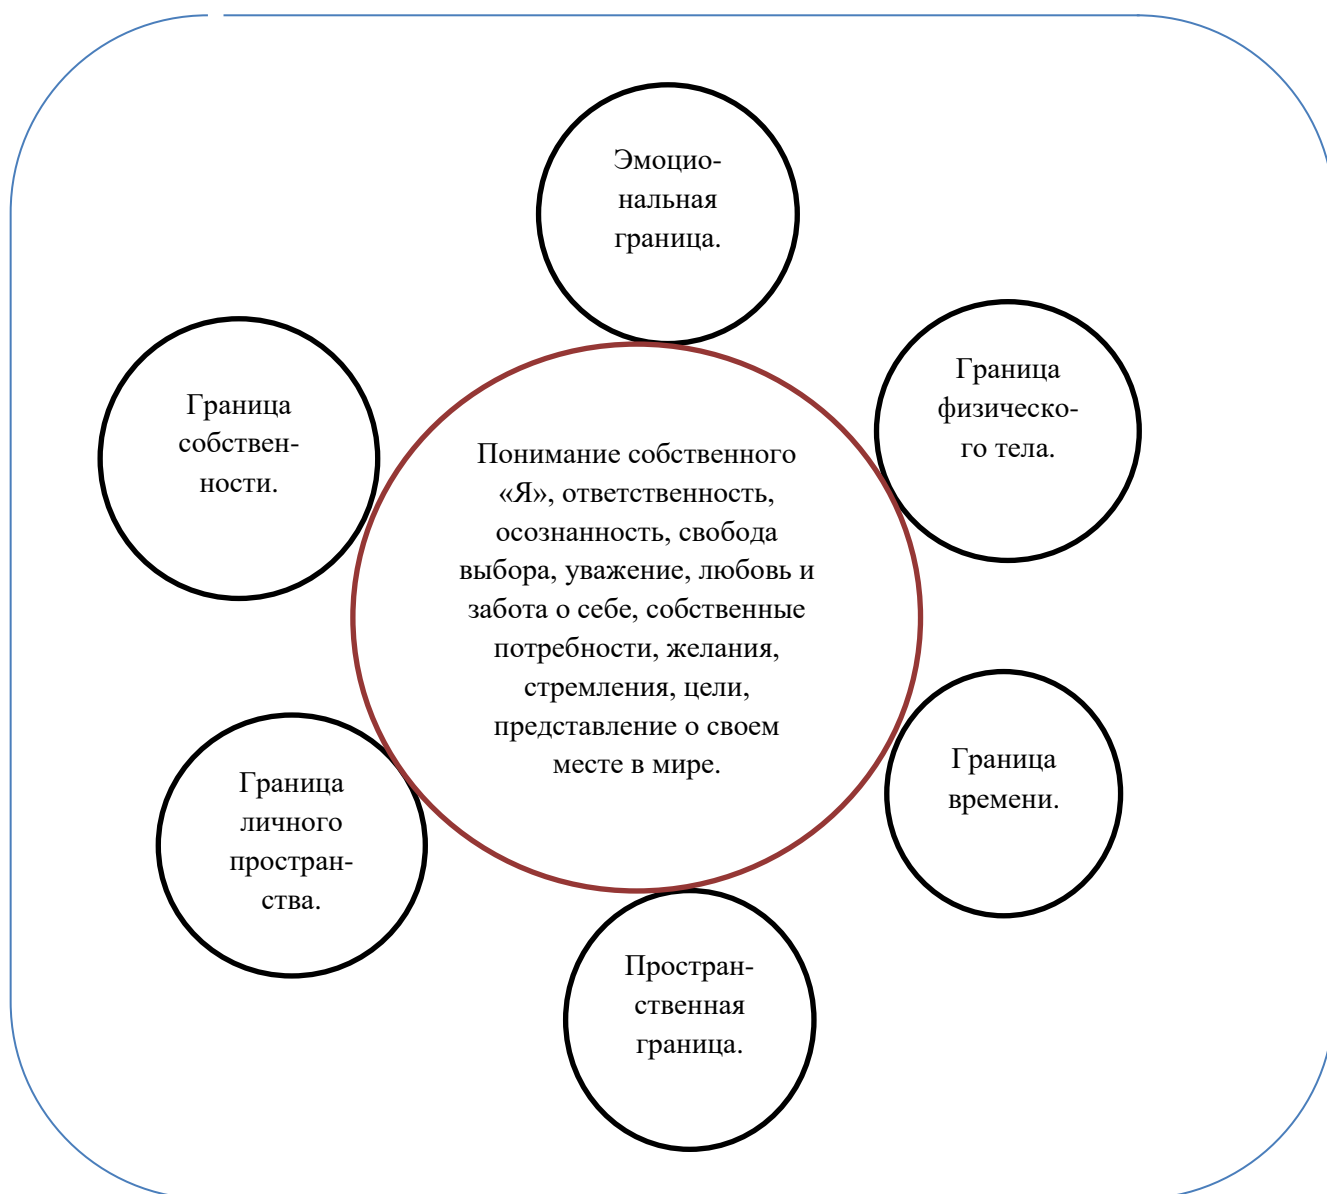 Эмоцио-
нальная
граница.
Граница
физическо-
го тела.
Граница
собствен-
ности.
Понимание собственного
«Я», ответственность,
осознанность, свобода
выбора, уважение, любовь и
забота о себе, собственные
потребности, желания,
стремления, цели,
представление о своем
месте в мире.
Граница
времени.
Граница
личного
простран-
ства.
Простран-
ственная
граница.